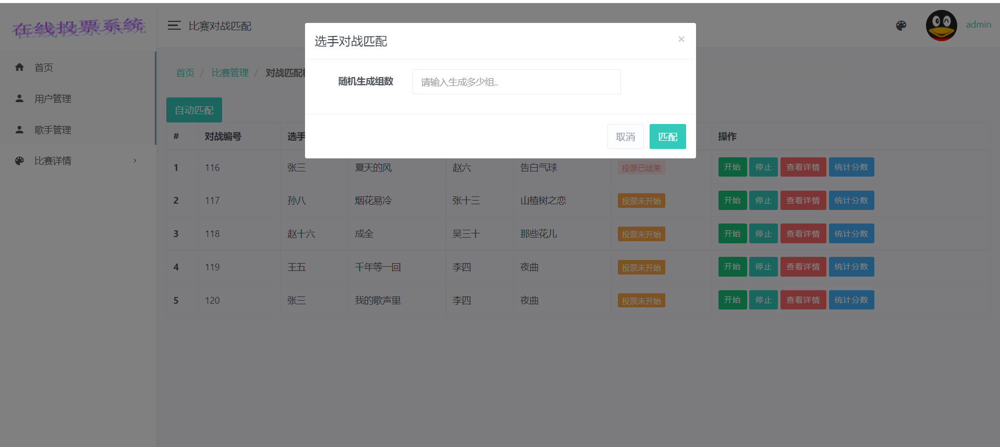 在线投票系统
比赛对战匹配
admin
首页
用户管理
歌手管理
比赛详情
首页 / 比赛管理 / 对战匹配
自动匹配
选手对战匹配 ×
随机生成组数 请输入生成多少组..
取消 匹配
# 对战编号 选手 操作
1 116 张三 夏天的风 赵六 告白气球 投票已结束 开始 停止 查看详情 统计分数
2 117 孙八 烟花易冷 张十三 山楂树之恋 投票未开始 开始 停止 查看详情 统计分数
3 118 赵十六 成全 吴三十 那些花儿 投票未开始 开始 停止 查看详情 统计分数
4 119 王五 千年等一回 李四 夜曲 投票未开始 开始 停止 查看详情 统计分数
5 120 张三 我的歌声里 李四 夜曲 投票未开始 开始 停止 查看详情 统计分数